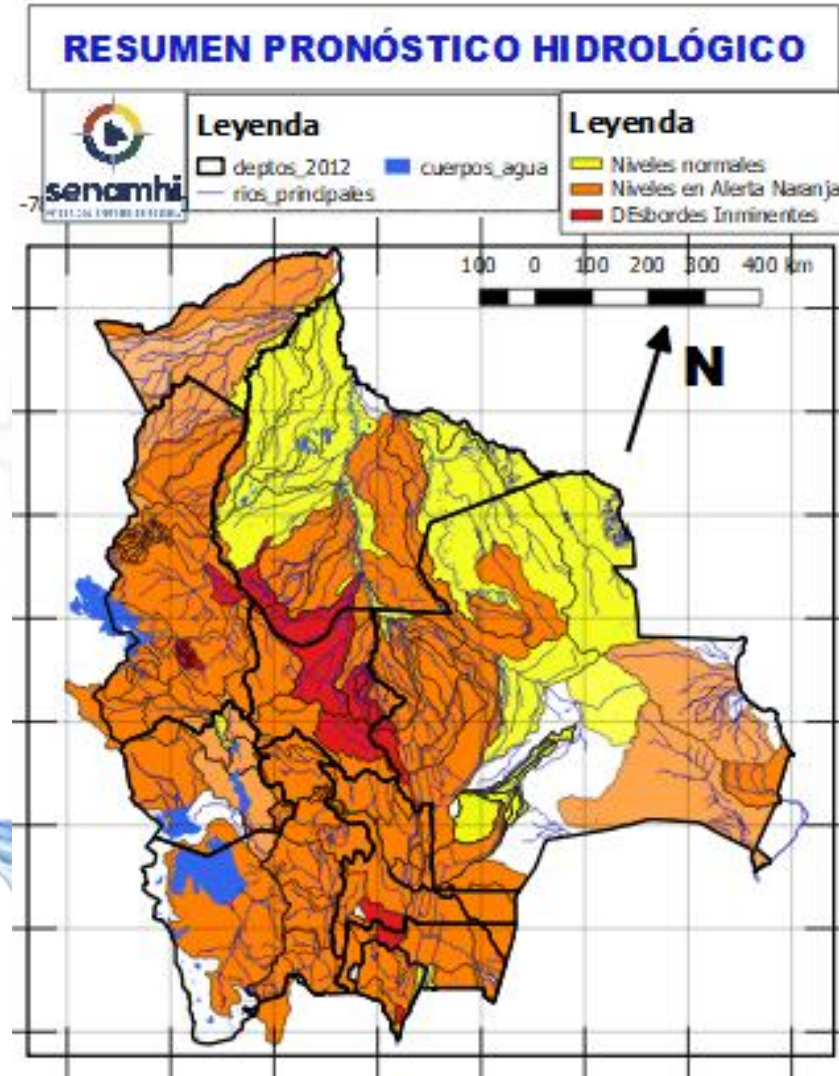 RESUMEN PRONÓSTICO HIDROLÓGICO
senamhi
Leyenda
deptos_2012 cuerpos_agua
rios_principales
Leyenda
Niveles normales
Niveles en Alerta Naranja
DEsbordes Inminentes
100 0 100 200 300 400 km
N